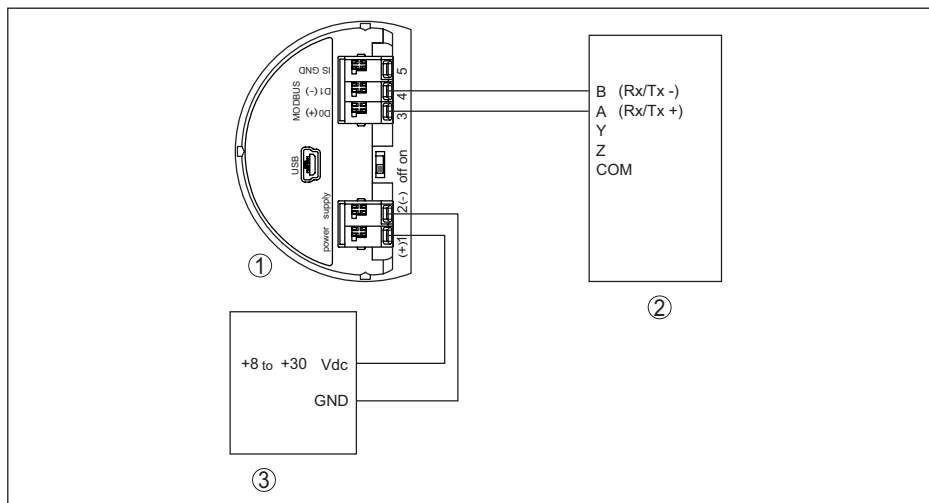 IS GND
5
MODBUS
D1(-)
4
D0(+)
3
USB
off on
power supply
2(-)
(+)1
①
B (Rx/Tx -)
A (Rx/Tx +)
Y
Z
COM
②
+8 to +30 Vdc
GND
③